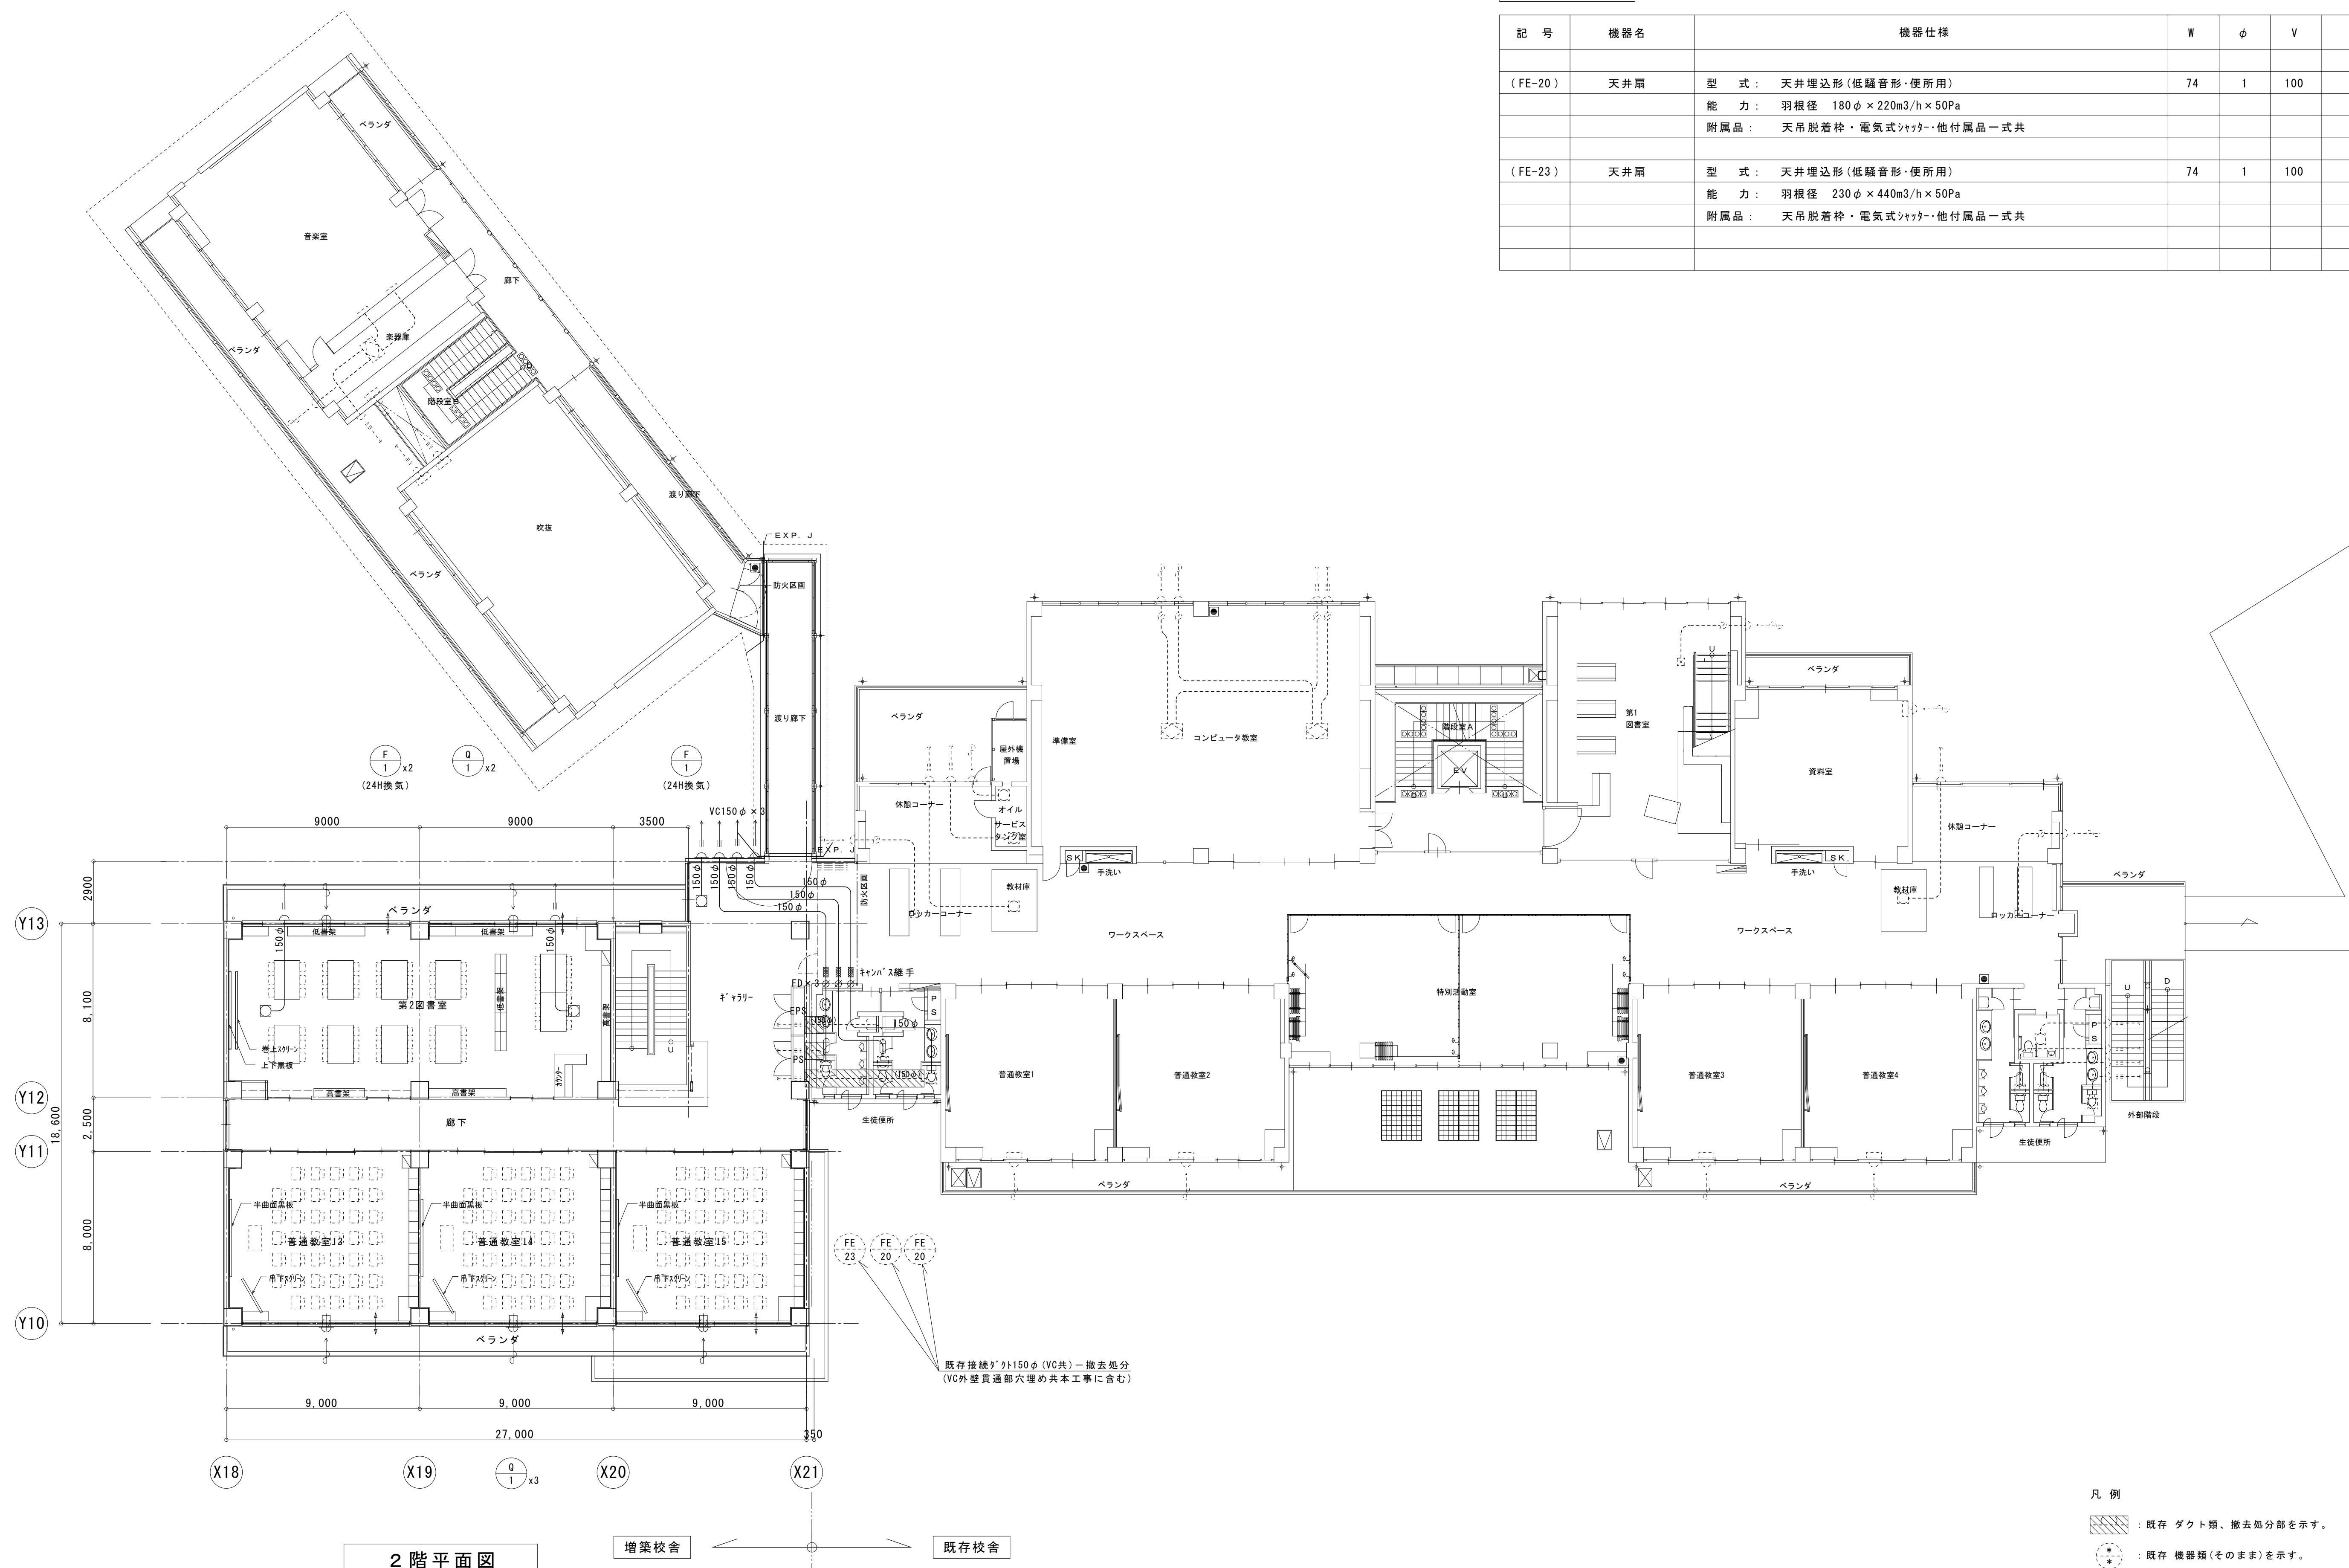 記 号 機器名 機器仕様 W φ V
(FE-20) 天井扇 型 式： 天井埋込形(低騒音形・便所用) 74 1 100
能 力： 羽根径 180φ×220m3/h×50Pa
附属品： 天吊脱着枠・電気式シャッター・他付属品一式共
(FE-23) 天井扇 型 式： 天井埋込形(低騒音形・便所用) 74 1 100
能 力： 羽根径 230φ×440m3/h×50Pa
附属品： 天吊脱着枠・電気式シャッター・他付属品一式共
ベランダ
音楽室
廊下
楽器庫
ベランダ
D
階段室B
渡り廊下
吹抜
ベランダ
EXP. J
防火区画
渡り廊下
F
1
x2
(24H換気)
Q
1
x2
F
1
(24H換気)
VC150φ×3
9000
9000
3500
2900
150φ
150φ
150φ
150φ
150φ
150φ
150φ
EXP. J
防火区画
ベランダ
屋外機
置場
休憩コーナー
オイル
サービス
タンク室
準備室
コンピュータ教室
階段室A
EV
D
U
第1
図書室
U
ベランダ
資料室
休憩コーナー
SK
手洗い
教材庫
ロッカーコーナー
ワークスペース
SK
手洗い
教材庫
ロッカーコーナー
ワークスペース
ベランダ
Y13
ベランダ
低書架
低書架
150φ
150φ
第2図書室
低書架
高書架
巻上スクリーン
上下黒板
高書架
高書架
カウンター
U
ギャラリー
キャンバス継手
FD×3
EPS
PS
(150φ)
150φ
(150φ)
PS
生徒便所
8,100
Y12
18,600
2,500
廊下
Y11
8,000
半曲面黒板
半曲面黒板
半曲面黒板
普通教室13
普通教室14
普通教室15
吊下スクリーン
吊下スクリーン
吊下スクリーン
Y10
ベランダ
普通教室1
普通教室2
特別活動室
普通教室3
普通教室4
PS
生徒便所
U
D
外部階段
ベランダ
ベランダ
FE
23
FE
20
FE
20
既存接続ダクト150φ(VC共)－撤去処分
(VC外壁貫通部穴埋め共本工事に含む)
9,000
9,000
9,000
27,000
350
X18
X19
X20
X21
Q
1
x3
増築校舎
既存校舎
2階平面図
凡 例
：既存 ダクト類、撤去処分部を示す。
*
*
：既存 機器類(そのまま)を示す。